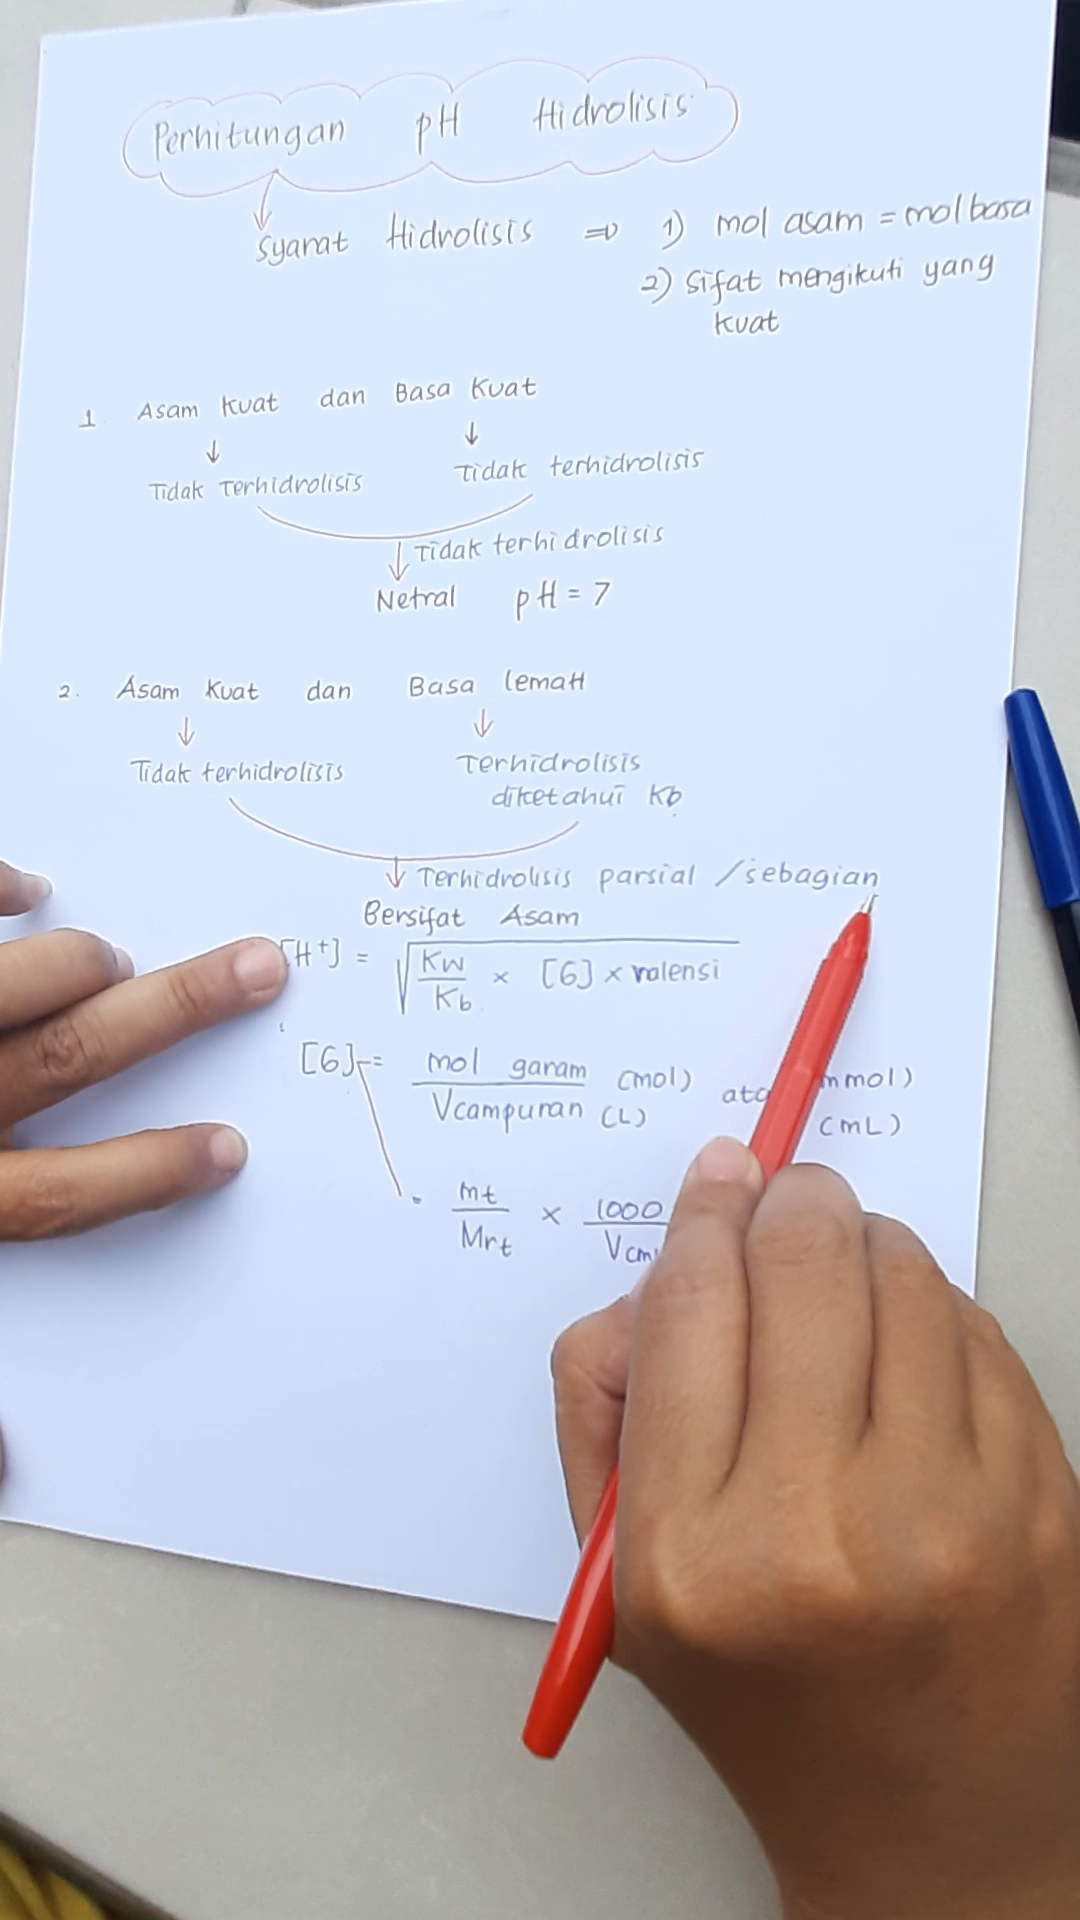 Perhitungan pH Hidrolisis
Syarat Hidrolisis ⇒ 1) mol asam = mol basa
2) Sifat mengikuti yang
kuat
1. Asam kuat dan Basa Kuat
↓ ↓
Tidak Terhidrolisis Tidak terhidrolisis
↓ Tidak terhidrolisis
Netral pH = 7
2. Asam Kuat dan Basa lemah
↓ ↓
Tidak terhidrolisis Terhidrolisis
diketahui Kb
↓ Terhidrolisis parsial / sebagian
Bersifat Asam
[H⁺] = √(Kw/Kb × [G] × valensi)
[G] = mol garam (mol)
Vcampuran (L)
mmol)
(mL)
= mt/Mrt × 1000